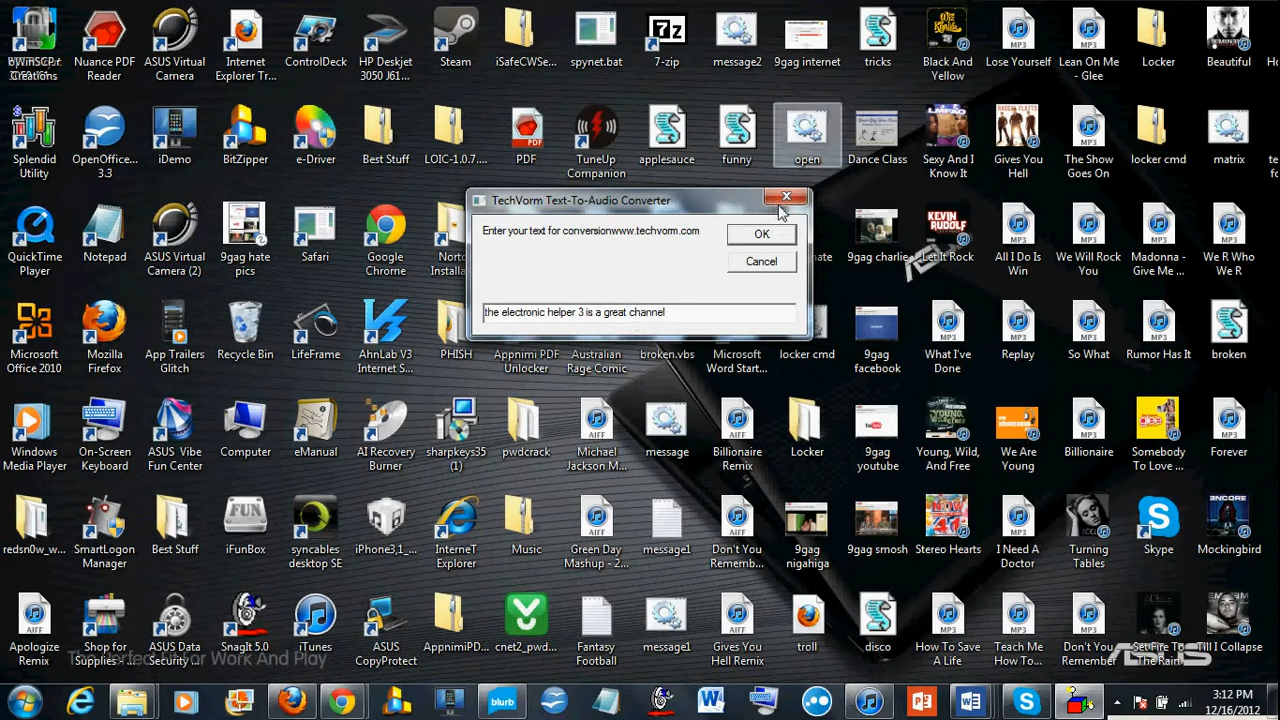 WinSCP
Creations
Nuance PDF
Reader
ASUS Virtual
Camera
Internet
Explorer Tr...
ControlDeck
HP Deskjet
3050 J61...
Steam
iSafeCWSe...
spynet.bat
7-zip
message2
9gag internet
tricks
Black And
Yellow
Lose Yourself
Lean On Me
- Glee
Locker
Beautiful
Splendid
Utility
OpenOffice...
3.3
iDemo
BitZipper
e-Driver
Best Stuff
LOIC-1.0.7....
PDF
TuneUp
Companion
applesauce
funny
open
Dance Class
Sexy And I
Know It
Gives You
Hell
The Show
Goes On
locker cmd
matrix
TechVorm Text-To-Audio Converter
Enter your text for conversionwww.techvorm.com
OK
Cancel
the electronic helper 3 is a great channel
QuickTime
Player
Notepad
ASUS Virtual
Camera (2)
9gag hate
pics
Safari
Google
Chrome
9gag charlie
Let It Rock
All I Do Is
Win
We Will Rock
You
Madonna -
Give Me ...
We R Who
We R
Microsoft
Office 2010
Mozilla
Firefox
App Trailers
Glitch
Recycle Bin
LifeFrame
AhnLab V3
Internet S...
PHISH
Appnimi PDF
Unlocker
Australian
Rage Comic
broken.vbs
Microsoft
Word Start...
locker cmd
9gag
facebook
What I've
Done
Replay
So What
Rumor Has It
broken
Windows
Media Player
On-Screen
Keyboard
ASUS Vibe
Fun Center
Computer
eManual
AI Recovery
Burner
sharpkeys35
(1)
pwdcrack
Michael
Jackson M...
message
Billionaire
Remix
Locker
9gag
youtube
Young, Wild,
And Free
We Are
Young
Billionaire
Somebody
To Love ...
Forever
redsn0w_w...
SmartLogon
Manager
Best Stuff
iFunBox
syncables
desktop SE
iPhone3,1_...
InterneT
Explorer
Music
Green Day
Mashup - 2...
message1
Don't You
Rememb...
9gag
nigahiga
9gag smosh
Stereo Hearts
I Need A
Doctor
Turning
Tables
Skype
Mockingbird
Apologize
Remix
Shop for
Supplies ...
ASUS Data
Security ...
SnagIt 5.0
iTunes
ASUS
CopyProtect
AppnimiPD...
cnet2_pwd...
Fantasy
Football
message1
Gives You
Hell Remix
troll
disco
How To Save
A Life
Teach Me
How To...
Don't You
Remember
Set Fire To
The Rain
Till I Collapse
For Work And Play
ASUS
blurb
3:12 PM
12/16/2012